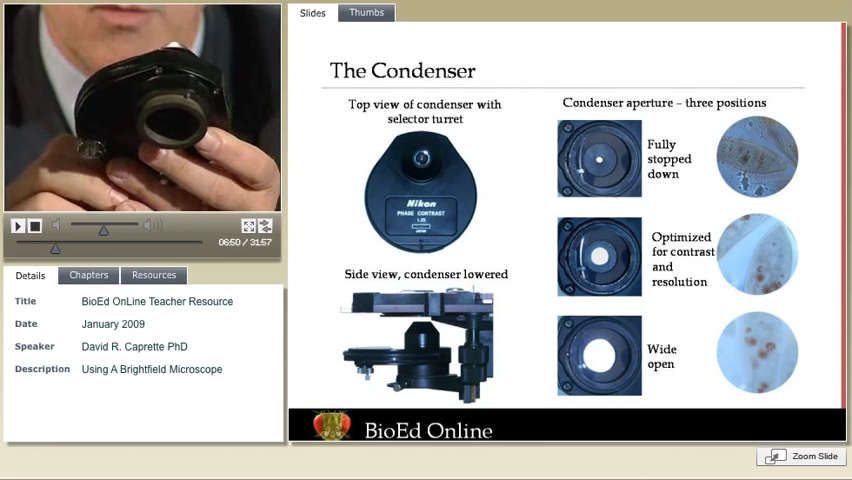 Slides
Thumbs
The Condenser
Top view of condenser with
selector turret
Nikon
PHASE CONTRAST
1.25
JAPAN
Side view, condenser lowered
Condenser aperture – three positions
Fully
stopped
down
Optimized
for contrast
and
resolution
Wide
open
BioEd Online
06:50 / 31:57
Details
Chapters
Resources
Title BioEd OnLine Teacher Resource
Date January 2009
Speaker David R. Caprette PhD
Description Using A Brightfield Microscope
Zoom Slide